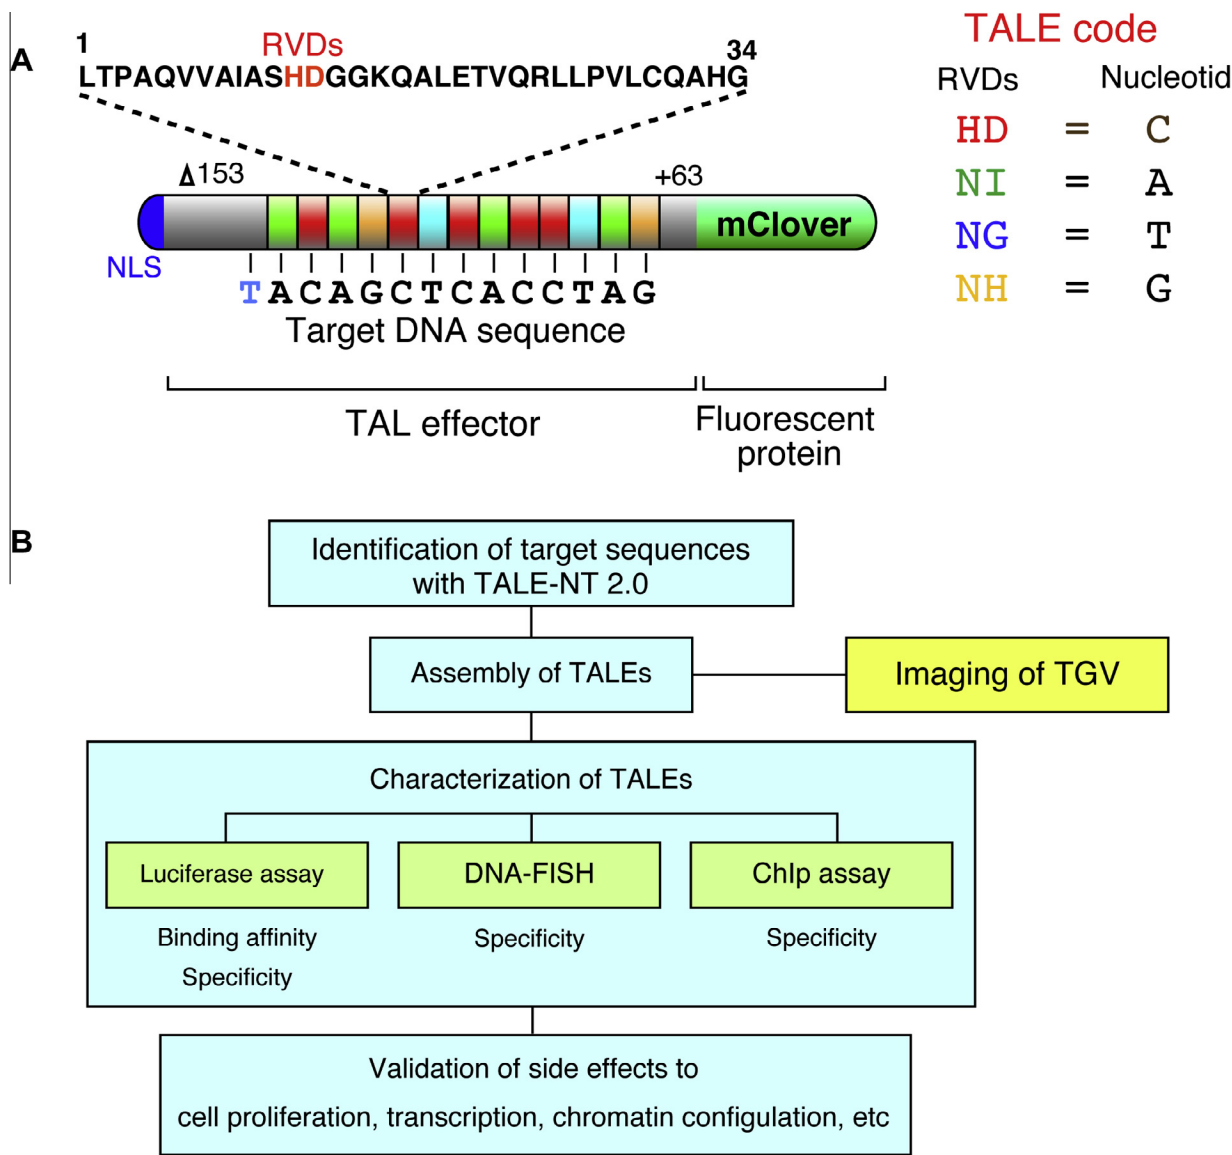 A
1
RVDs
34
LTPAQVVAIASHDGGKQALETVQRLLPVLCQAHG
Δ153
+63
mClover
NLS
T A C A G C T C A C C T A G
Target DNA sequence
TAL effector
Fluorescent
protein
TALE code
RVDs Nucleotid
HD = C
NI = A
NG = T
NH = G
B
Identification of target sequences
with TALE-NT 2.0
Assembly of TALEs
Imaging of TGV
Characterization of TALEs
Luciferase assay
DNA-FISH
ChIp assay
Binding affinity
Specificity
Specificity
Specificity
Validation of side effects to
cell proliferation, transcription, chromatin configulation, etc